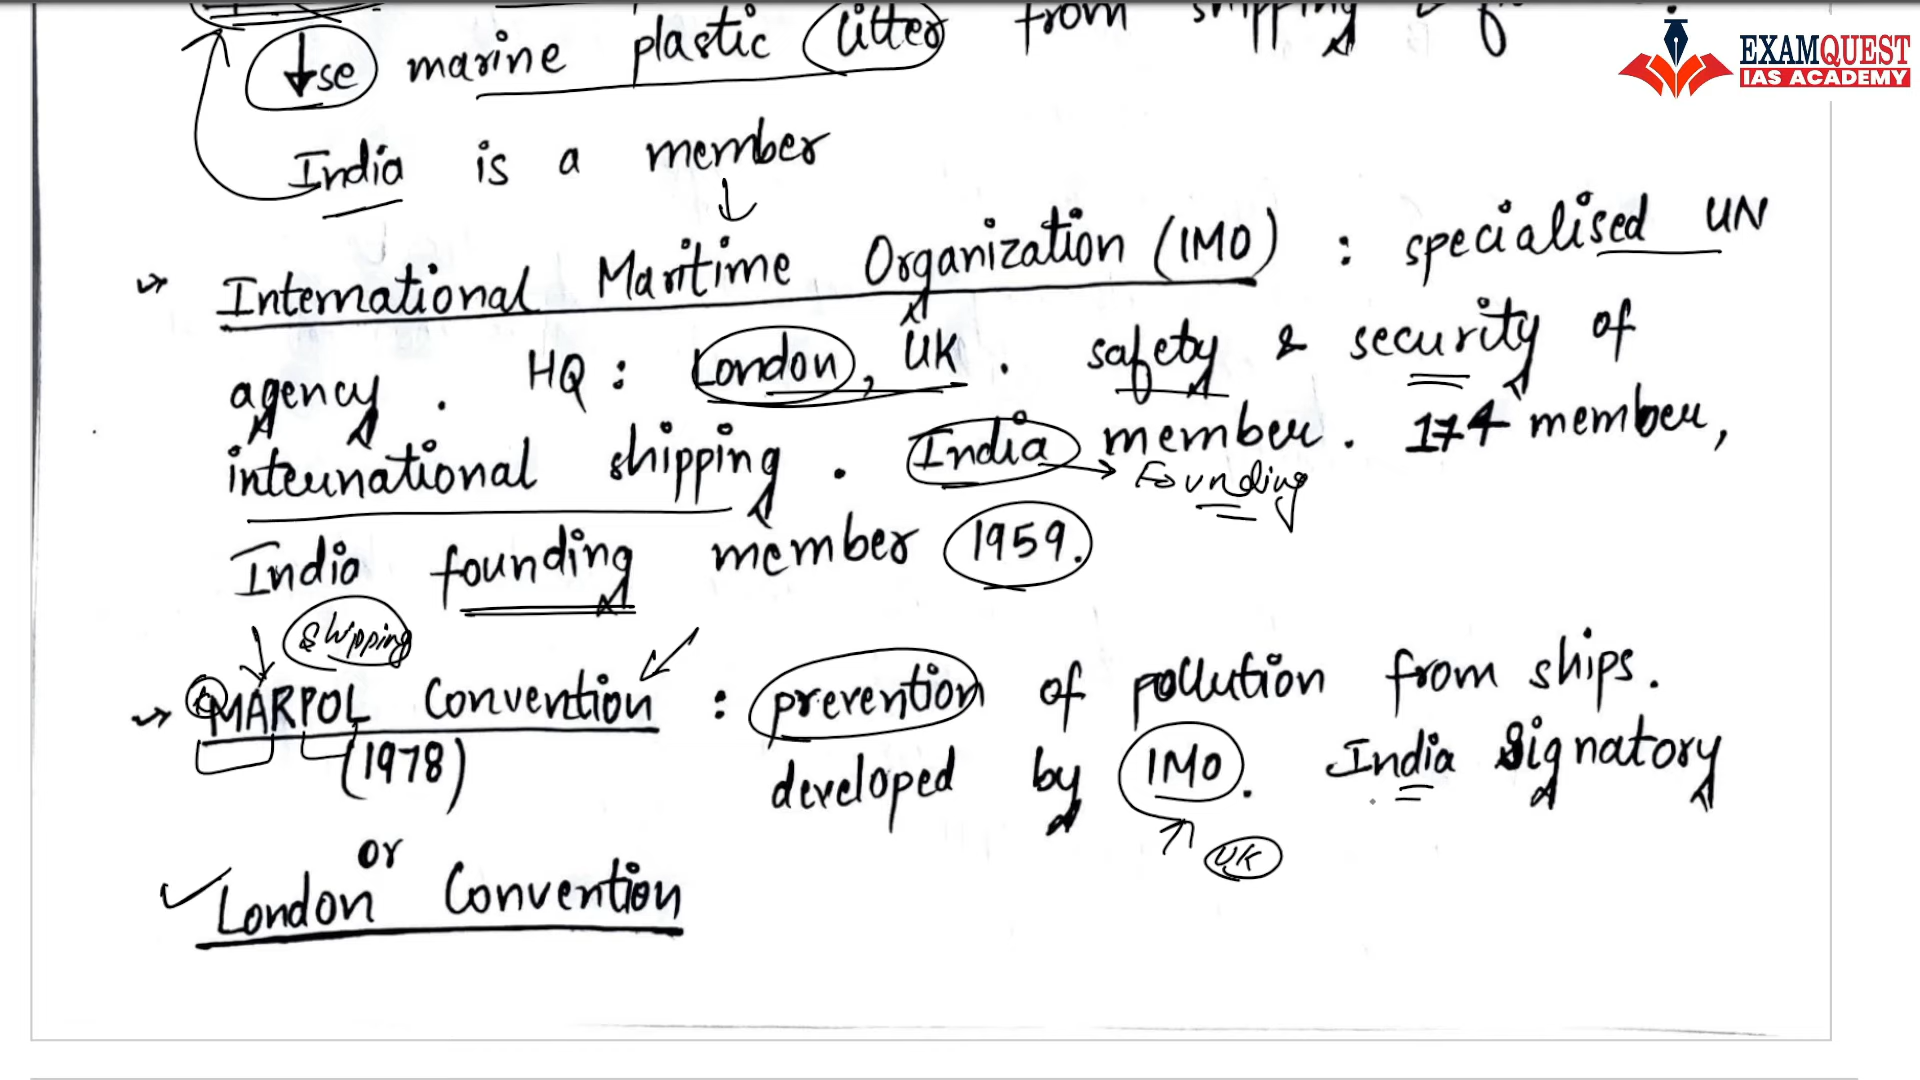 ↓se marine plastic litter from shipping & f
EXAMQUEST
IAS ACADEMY
India is a member
International Maritime Organization (IMO) : specialised UN
agency. HQ : London, UK. safety & security of
international shipping. India member. 174 member,
Founding
India founding member 1959.
shipping
MARPOL Convention : prevention of pollution from ships.
(1978) developed by IMO. India Signatory
UK
or
London Convention